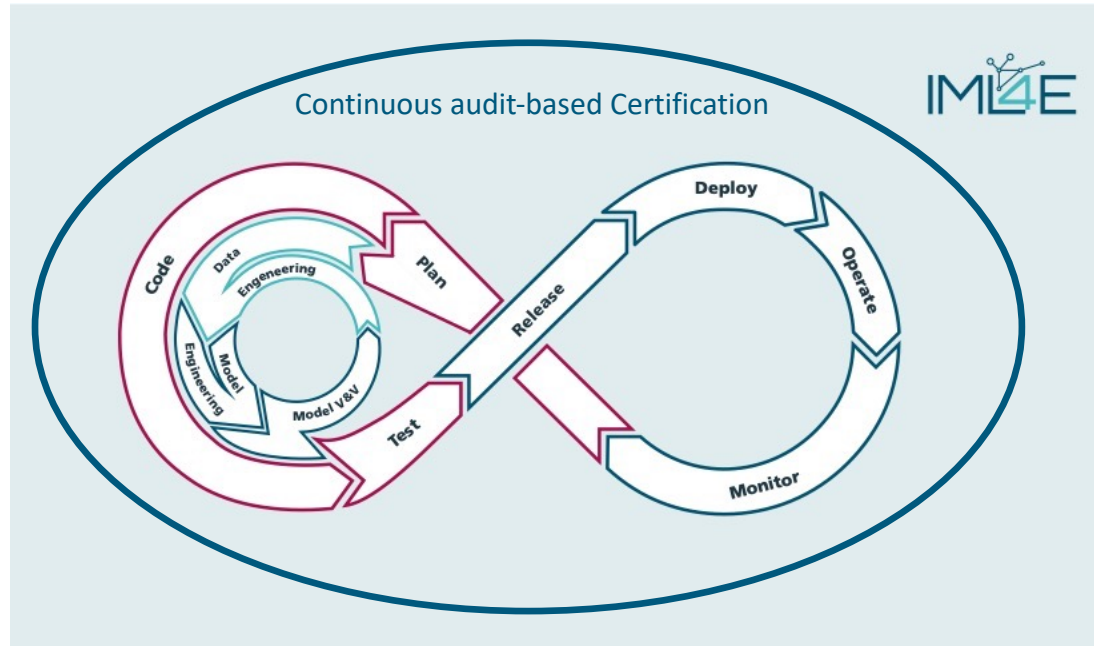 Continuous audit-based Certification
IML4E
Deploy
Code
Data
Engeneering
Plan
Operate
Release
Engineering
Model
Model V&V
Test
Monitor